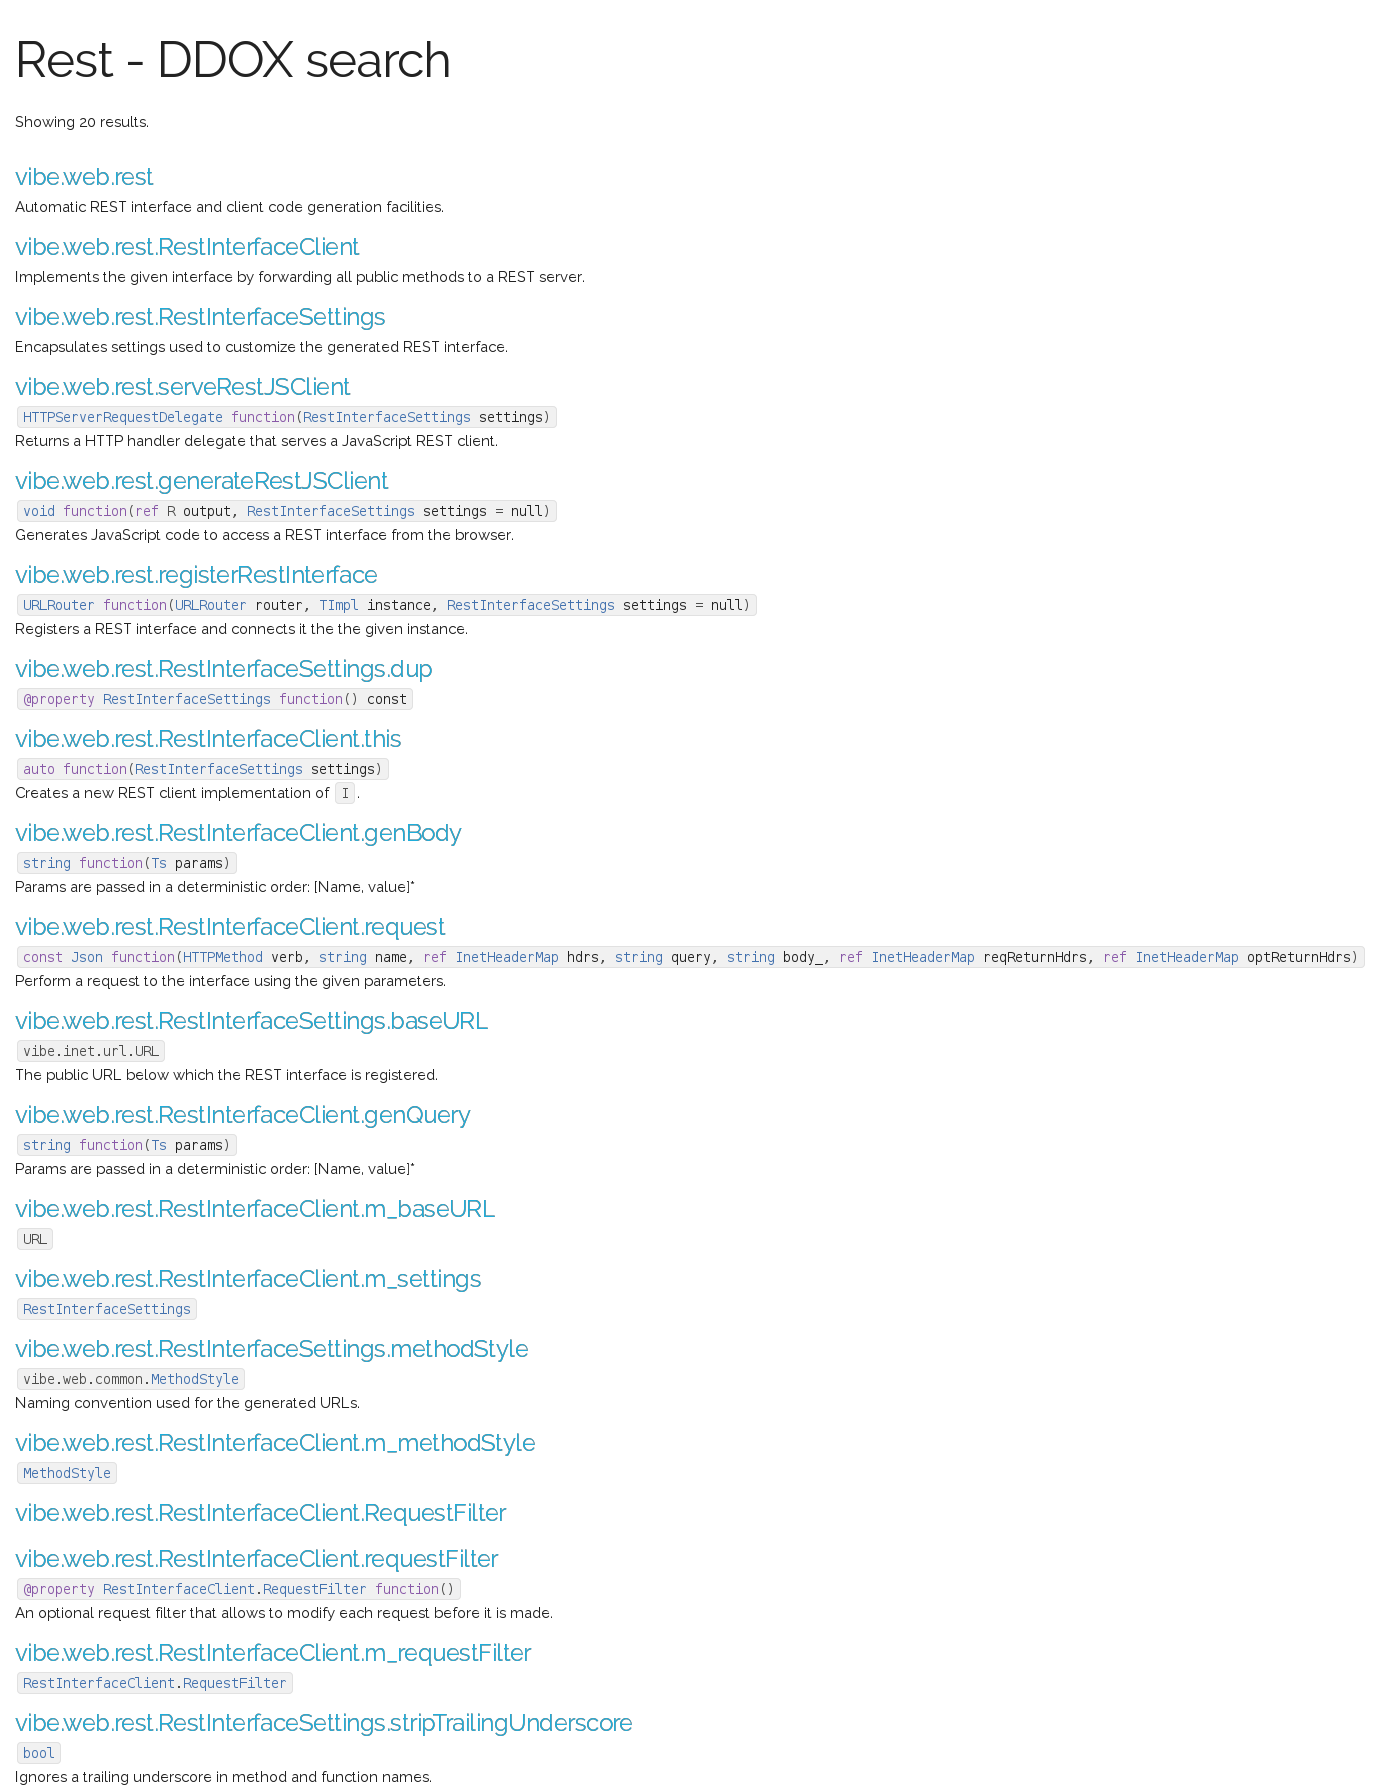 Rest - DDOX search
Showing 20 results.
vibe.web.rest
Automatic REST interface and client code generation facilities.
vibe.web.rest.RestInterfaceClient
Implements the given interface by forwarding all public methods to a REST server.
vibe.web.rest.RestInterfaceSettings
Encapsulates settings used to customize the generated REST interface.
vibe.web.rest.serveRestJSClient
HTTPServerRequestDelegate function(RestInterfaceSettings settings)
Returns a HTTP handler delegate that serves a JavaScript REST client.
vibe.web.rest.generateRestJSClient
void function(ref R output, RestInterfaceSettings settings = null)
Generates JavaScript code to access a REST interface from the browser.
vibe.web.rest.registerRestInterface
URLRouter function(URLRouter router, TImpl instance, RestInterfaceSettings settings = null)
Registers a REST interface and connects it the the given instance.
vibe.web.rest.RestInterfaceSettings.dup
@property RestInterfaceSettings function() const
vibe.web.rest.RestInterfaceClient.this
auto function(RestInterfaceSettings settings)
Creates a new REST client implementation of I.
vibe.web.rest.RestInterfaceClient.genBody
string function(Ts params)
Params are passed in a deterministic order: [Name, value]*
vibe.web.rest.RestInterfaceClient.request
const Json function(HTTPMethod verb, string name, ref InetHeaderMap hdrs, string query, string body_, ref InetHeaderMap reqReturnHdrs, ref InetHeaderMap optReturnHdrs)
Perform a request to the interface using the given parameters.
vibe.web.rest.RestInterfaceSettings.baseURL
vibe.inet.url.URL
The public URL below which the REST interface is registered.
vibe.web.rest.RestInterfaceClient.genQuery
string function(Ts params)
Params are passed in a deterministic order: [Name, value]*
vibe.web.rest.RestInterfaceClient.m_baseURL
URL
vibe.web.rest.RestInterfaceClient.m_settings
RestInterfaceSettings
vibe.web.rest.RestInterfaceSettings.methodStyle
vibe.web.common.MethodStyle
Naming convention used for the generated URLs.
vibe.web.rest.RestInterfaceClient.m_methodStyle
MethodStyle
vibe.web.rest.RestInterfaceClient.RequestFilter
vibe.web.rest.RestInterfaceClient.requestFilter
@property RestInterfaceClient.RequestFilter function()
An optional request filter that allows to modify each request before it is made.
vibe.web.rest.RestInterfaceClient.m_requestFilter
RestInterfaceClient.RequestFilter
vibe.web.rest.RestInterfaceSettings.stripTrailingUnderscore
bool
Ignores a trailing underscore in method and function names.